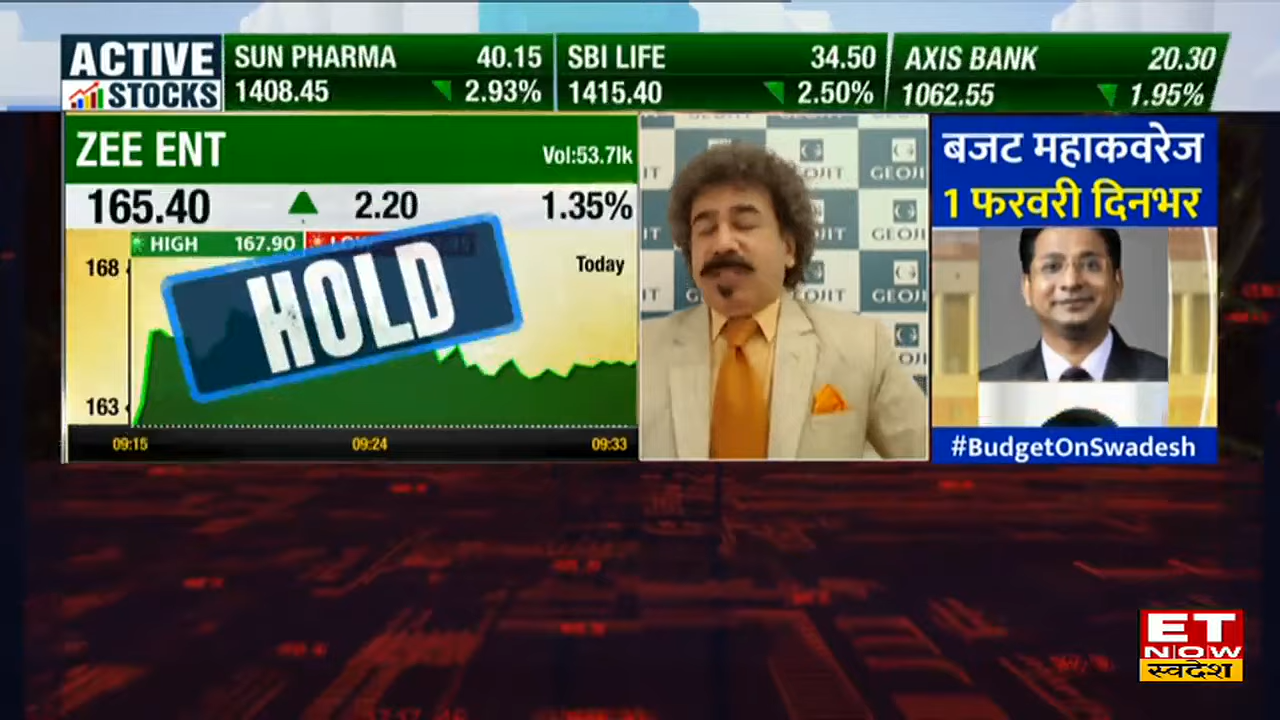 ACTIVE
STOCKS
SUN PHARMA 40.15
1408.45 2.93%
SBI LIFE 34.50
1415.40 2.50%
AXIS BANK 20.30
1062.55 1.95%
ZEE ENT
Vol:53.7lk
165.40 2.20 1.35%
HIGH 167.90
Today
168
HOLD
163
09:15 09:24 09:33
GEOJIT
GEOJIT
GEOJIT
बजट महाकवरेज
1 फरवरी दिनभर
#BudgetOnSwadesh
ET
NOW
स्वदेश